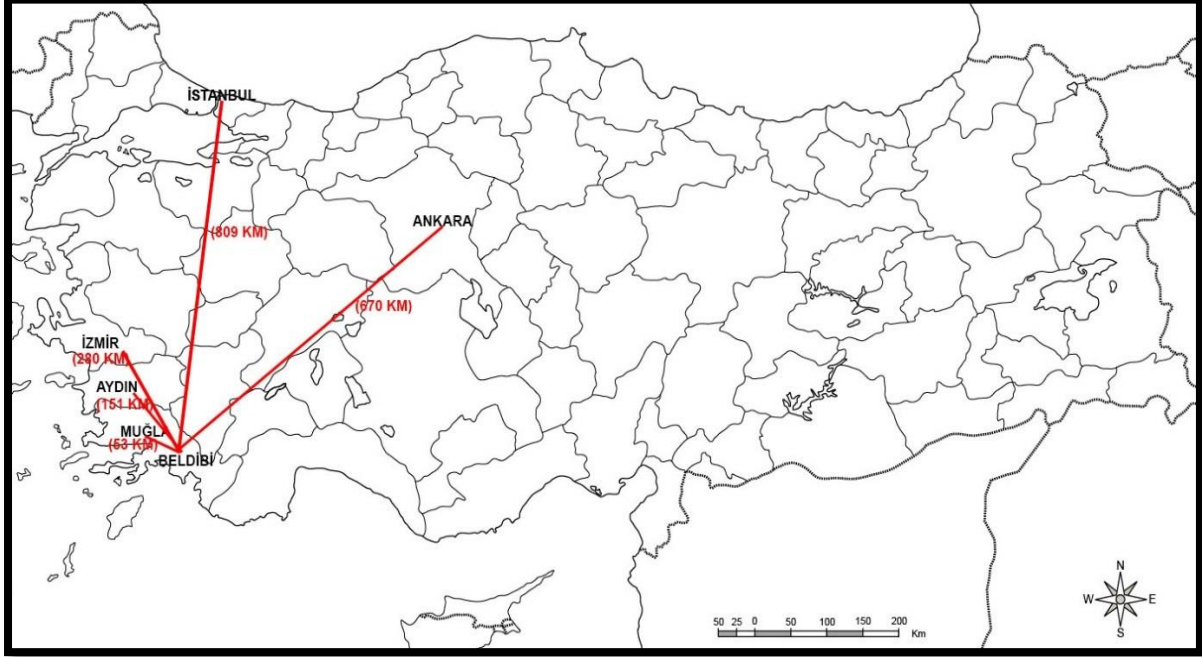 İSTANBUL
(809 KM)
ANKARA
(670 KM)
İZMİR
(280 KM)
AYDIN
(151 KM)
MUĞLA
(53 KM)
BELDİBİ
N
W E
S
50 25 0 50 100 150 200
Km